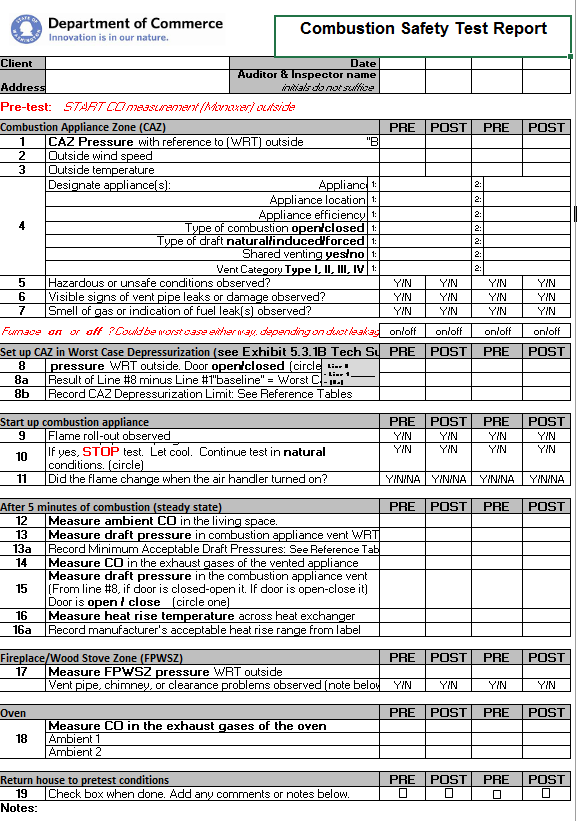 STATE OF WASHINGTON
Department of Commerce
Innovation is in our nature.
Combustion Safety Test Report
Client Date
Auditor & Inspector name
Address initials do not suffice
Pre-test: START CO measurement (Monoxer) outside
Combustion Appliance Zone (CAZ) PRE POST PRE POST
1 CAZ Pressure with reference to (WRT) outside "B
2 Outside wind speed
3 Outside temperature
4 Designate appliance(s): Applianc 1: 2:
Appliance location 1: 2:
Appliance efficiency 1: 2:
Type of combustion open/closed 1: 2:
Type of draft natural/induced/forced 1: 2:
Shared venting yes/no 1: 2:
Vent Category Type I, II, III, IV 1: 2:
5 Hazardous or unsafe conditions observed? Y/N Y/N Y/N Y/N
6 Visible signs of vent pipe leaks or damage observed? Y/N Y/N Y/N Y/N
7 Smell of gas or indication of fuel leak(s) observed? Y/N Y/N Y/N Y/N
Furnace on or off ? Could be worst case either way, depending on duct leakag on/off on/off on/off on/off
Set up CAZ in Worst Case Depressurization (see Exhibit 5.3.1B Tech Su PRE POST PRE POST
8 pressure WRT outside. Door open/closed (circle Line 8
8a Result of Line #8 minus Line #1"baseline" = Worst C - Line 1
8b Record CAZ Depressurization Limit: See Reference Tables
Start up combustion appliance PRE POST PRE POST
9 Flame roll-out observed Y/N Y/N Y/N Y/N
10 If yes, STOP test. Let cool. Continue test in natural Y/N Y/N Y/N Y/N
conditions. (circle)
11 Did the flame change when the air handler turned on? Y/N/NA Y/N/NA Y/N/NA Y/N/NA
After 5 minutes of combustion (steady state) PRE POST PRE POST
12 Measure ambient CO in the living space.
13 Measure draft pressure in combustion appliance vent WRT
13a Record Minimum Acceptable Draft Pressures: See Reference Tab
14 Measure CO in the exhaust gases of the vented appliance
15 Measure draft pressure in the combustion appliance vent
(From line #8, if door is closed-open it. If door is open-close it)
Door is open / close (circle one)
16 Measure heat rise temperature across heat exchanger
16a Record manufacturer's acceptable heat rise range from label
Fireplace/Wood Stove Zone (FPWSZ) PRE POST PRE POST
17 Measure FPWSZ pressure WRT outside
Vent pipe, chimney, or clearance problems observed (note below Y/N Y/N Y/N Y/N
Oven PRE POST PRE POST
18 Measure CO in the exhaust gases of the oven
Ambient 1
Ambient 2
Return house to pretest conditions PRE POST PRE POST
19 Check box when done. Add any comments or notes below.
Notes: